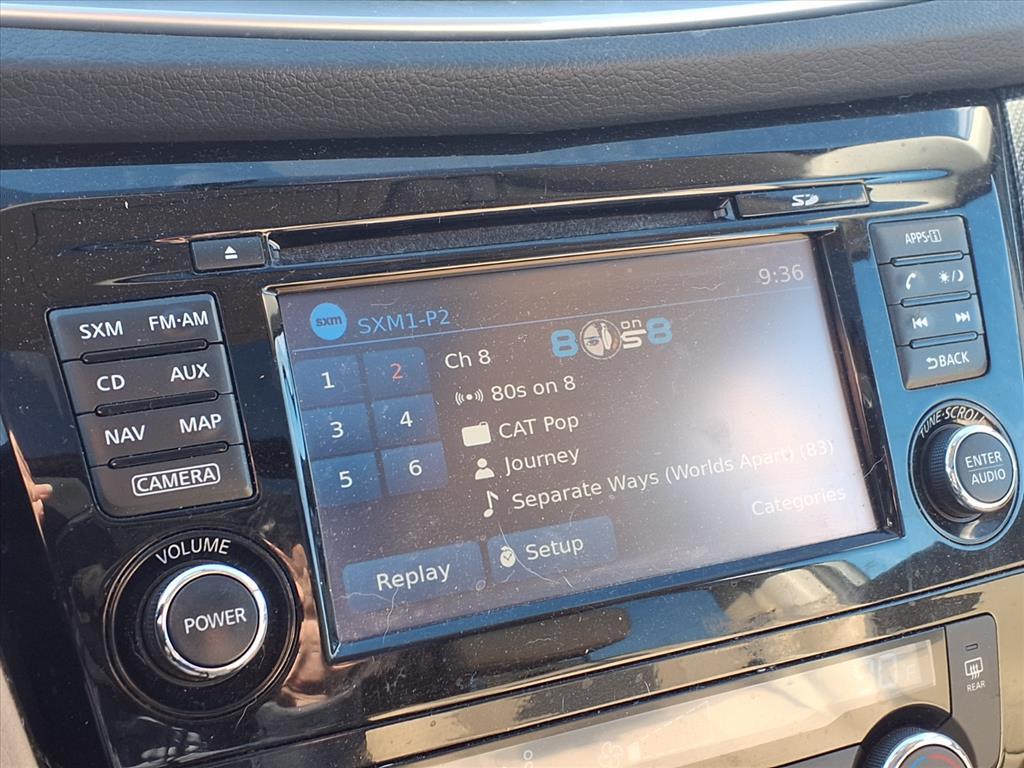 SD
APPS·i
9:36
sxm SXM1-P2
8Os on 8
SXM FM·AM
CD AUX
NAV MAP
CAMERA
1 2
3 4
5 6
Ch 8
80s on 8
CAT Pop
Journey
Separate Ways (Worlds Apart) (83)
Categories
Replay
Setup
BACK
TUNE·SCROLL
ENTER
AUDIO
VOLUME
POWER
REAR